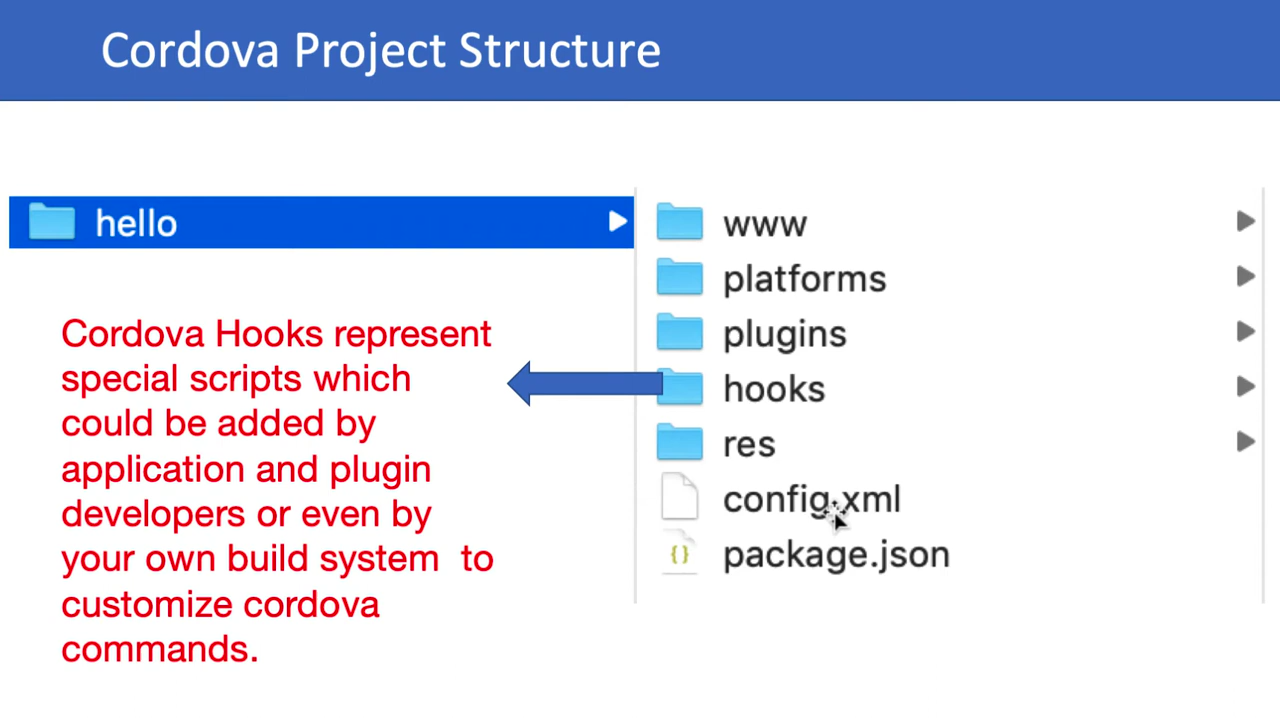 Cordova Project Structure
hello
Cordova Hooks represent
special scripts which
could be added by
application and plugin
developers or even by
your own build system  to
customize cordova
commands.
www
platforms
plugins
hooks
res
config.xml
{ }
package.json